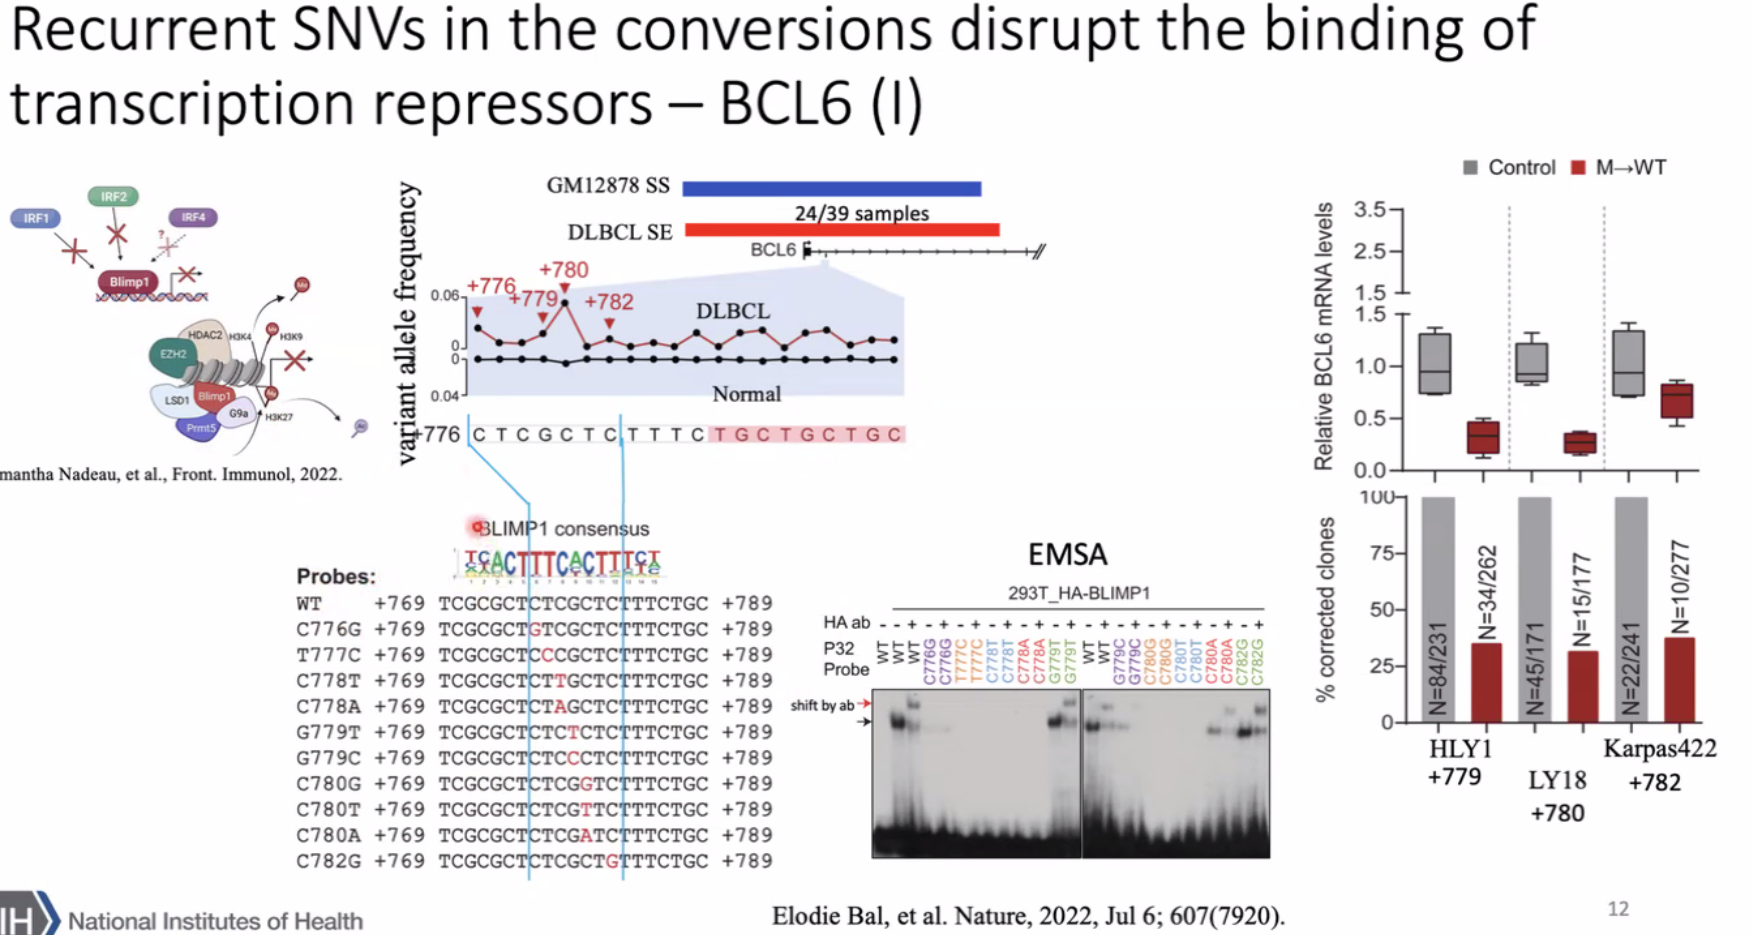 Recurrent SNVs in the conversions disrupt the binding of
transcription repressors – BCL6 (I)
IRF2
IRF1
IRF4
?
Blimp1
Me
HDAC2
H3K4
Me
H3K9
EZH2
Me
LSD1
Blimp1
G9a
H3K27
Prmt5
mantha Nadeau, et al., Front. Immunol, 2022.
variant allele frequency
GM12878 SS
24/39 samples
DLBCL SE
BCL6
+780
+776
+779
+782
0.06
DLBCL
0
0
Normal
0.04
+776 C T C G C T C T T T C T G C T G C T G C
BLIMP1 consensus
Probes:
WT +769 TCGCGCTCTCGCTCTTTCTGC +789
C776G +769 TCGCGCTGTCGCTCTTTCTGC +789
T777C +769 TCGCGCTCCCGCTCTTTCTGC +789
C778T +769 TCGCGCTCTTGCTCTTTCTGC +789
C778A +769 TCGCGCTCTAGCTCTTTCTGC +789
G779T +769 TCGCGCTCTCTCTCTTTCTGC +789
G779C +769 TCGCGCTCTCCCTCTTTCTGC +789
C780G +769 TCGCGCTCTCGGTCTTTCTGC +789
C780T +769 TCGCGCTCTCGTTCTTTCTGC +789
C780A +769 TCGCGCTCTCGATCTTTCTGC +789
C782G +769 TCGCGCTCTCGCTGTTTCTGC +789
EMSA
293T_HA-BLIMP1
HA ab - - + - + - + - + - + - + - + - + - + - + - + - +
P32
Probe
WT WT WT C776G C776G T777C T777C C778T C778T C778A C778A G779T G779T WT WT G779C G779C C780G C780G C780T C780T C780A C780A C782G C782G
shift by ab
Control M→WT
Relative BCL6 mRNA levels
3.5
2.5
1.5
1.5
1.0
0.5
0.0
% corrected clones
100
75
50
25
0
N=84/231
N=34/262
N=45/171
N=15/177
N=22/241
N=10/277
HLY1
+779
LY18
+780
Karpas422
+782
IH National Institutes of Health
Elodie Bal, et al. Nature, 2022, Jul 6; 607(7920).
12